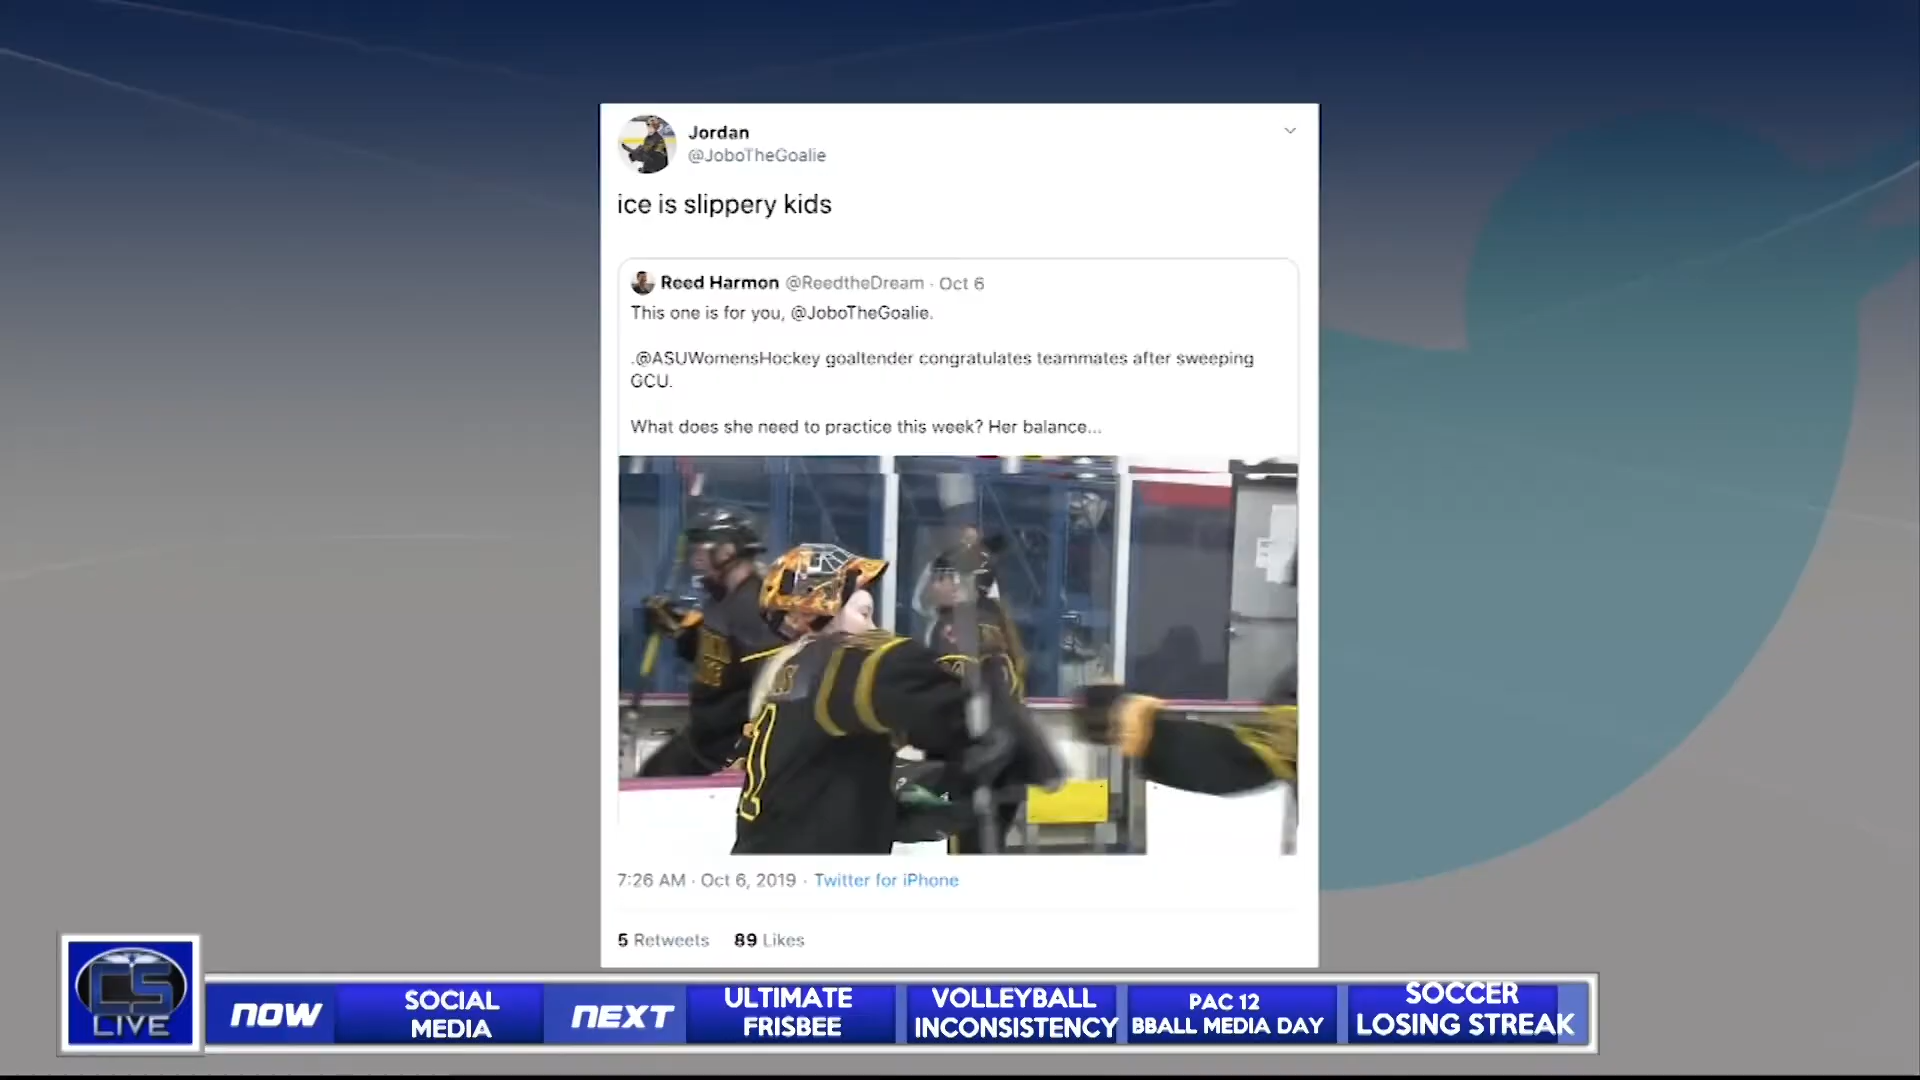 Jordan
@JoboTheGoalie
ice is slippery kids
Reed Harmon @ReedtheDream · Oct 6
This one is for you, @JoboTheGoalie.
.@ASUWomensHockey goaltender congratulates teammates after sweeping
GCU.
What does she need to practice this week? Her balance...
1
7:26 AM · Oct 6, 2019 · Twitter for iPhone
5 Retweets 89 Likes
CS
LIVE
NOW
SOCIAL
MEDIA
NEXT
ULTIMATE
FRISBEE
VOLLEYBALL
INCONSISTENCY
PAC 12
BBALL MEDIA DAY
SOCCER
LOSING STREAK